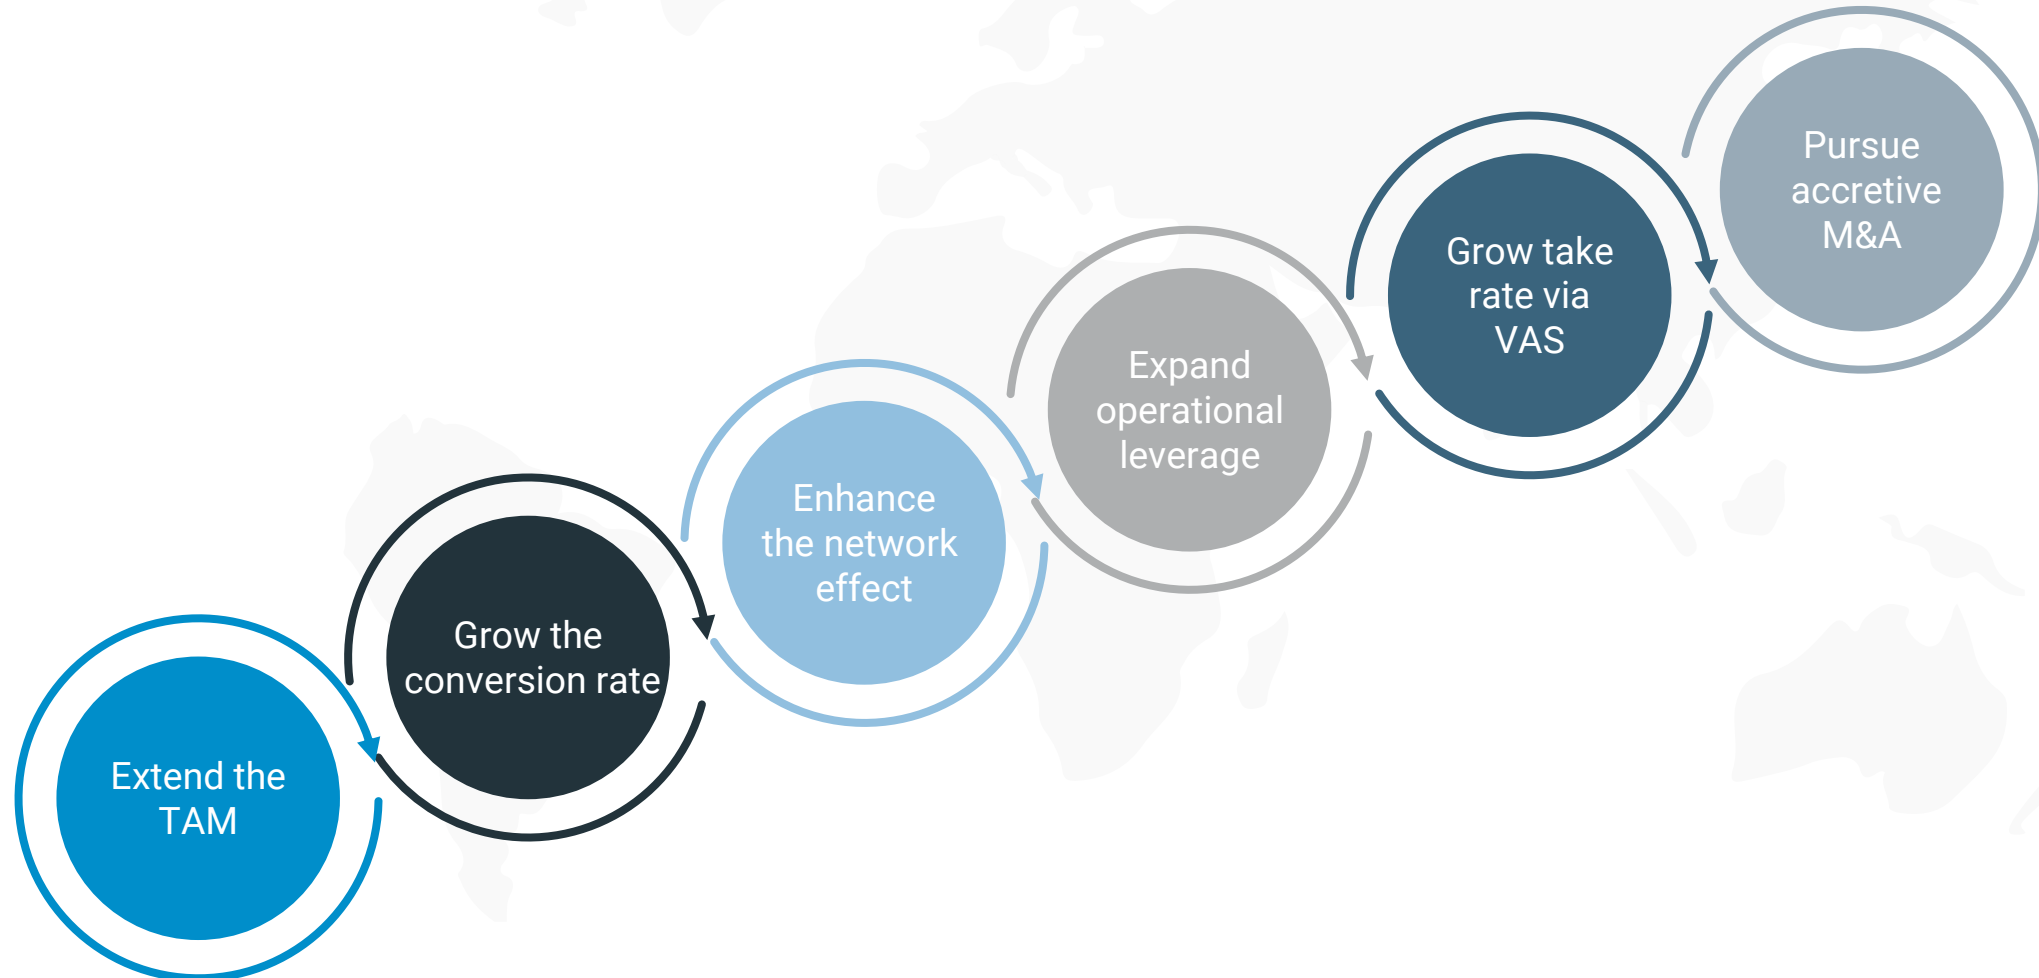 Extend the
TAM
Grow the
conversion rate
Enhance
the network
effect
Expand
operational
leverage
Grow take
rate via
VAS
Pursue
accretive
M&A